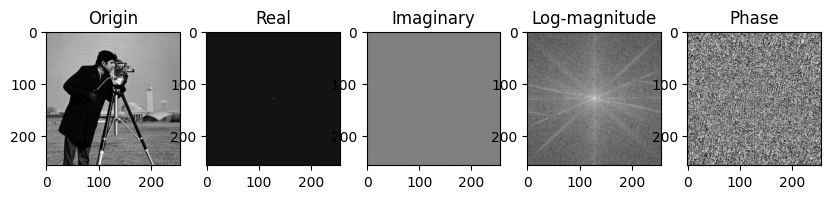 Origin Real Imaginary Log-magnitude Phase
0 0 0 0 0
100 100 100 100 100
200 200 200 200 200
0 100 200 0 100 200 0 100 200 0 100 200 0 100 200